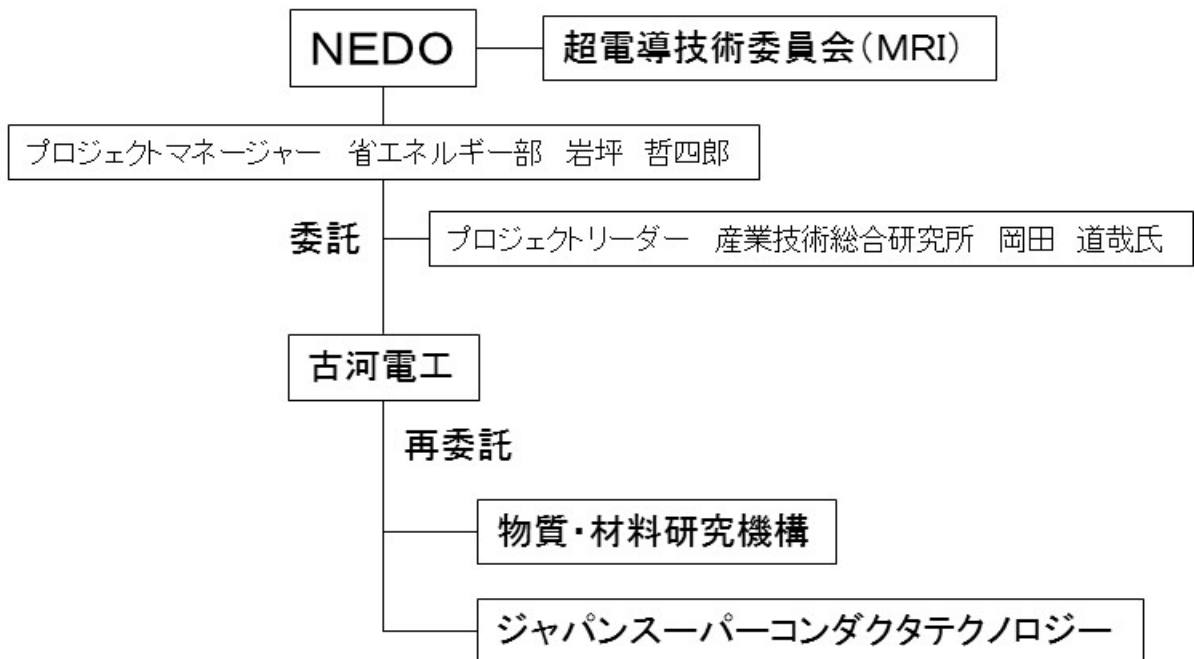 NEDO
超電導技術委員会(MRI)
プロジェクトマネージャー 省エネルギー部 岩坪 哲四郎
委託
プロジェクトリーダー 産業技術総合研究所 岡田 道哉氏
古河電工
再委託
物質・材料研究機構
ジャパンスーパーコンダクタテクノロジー